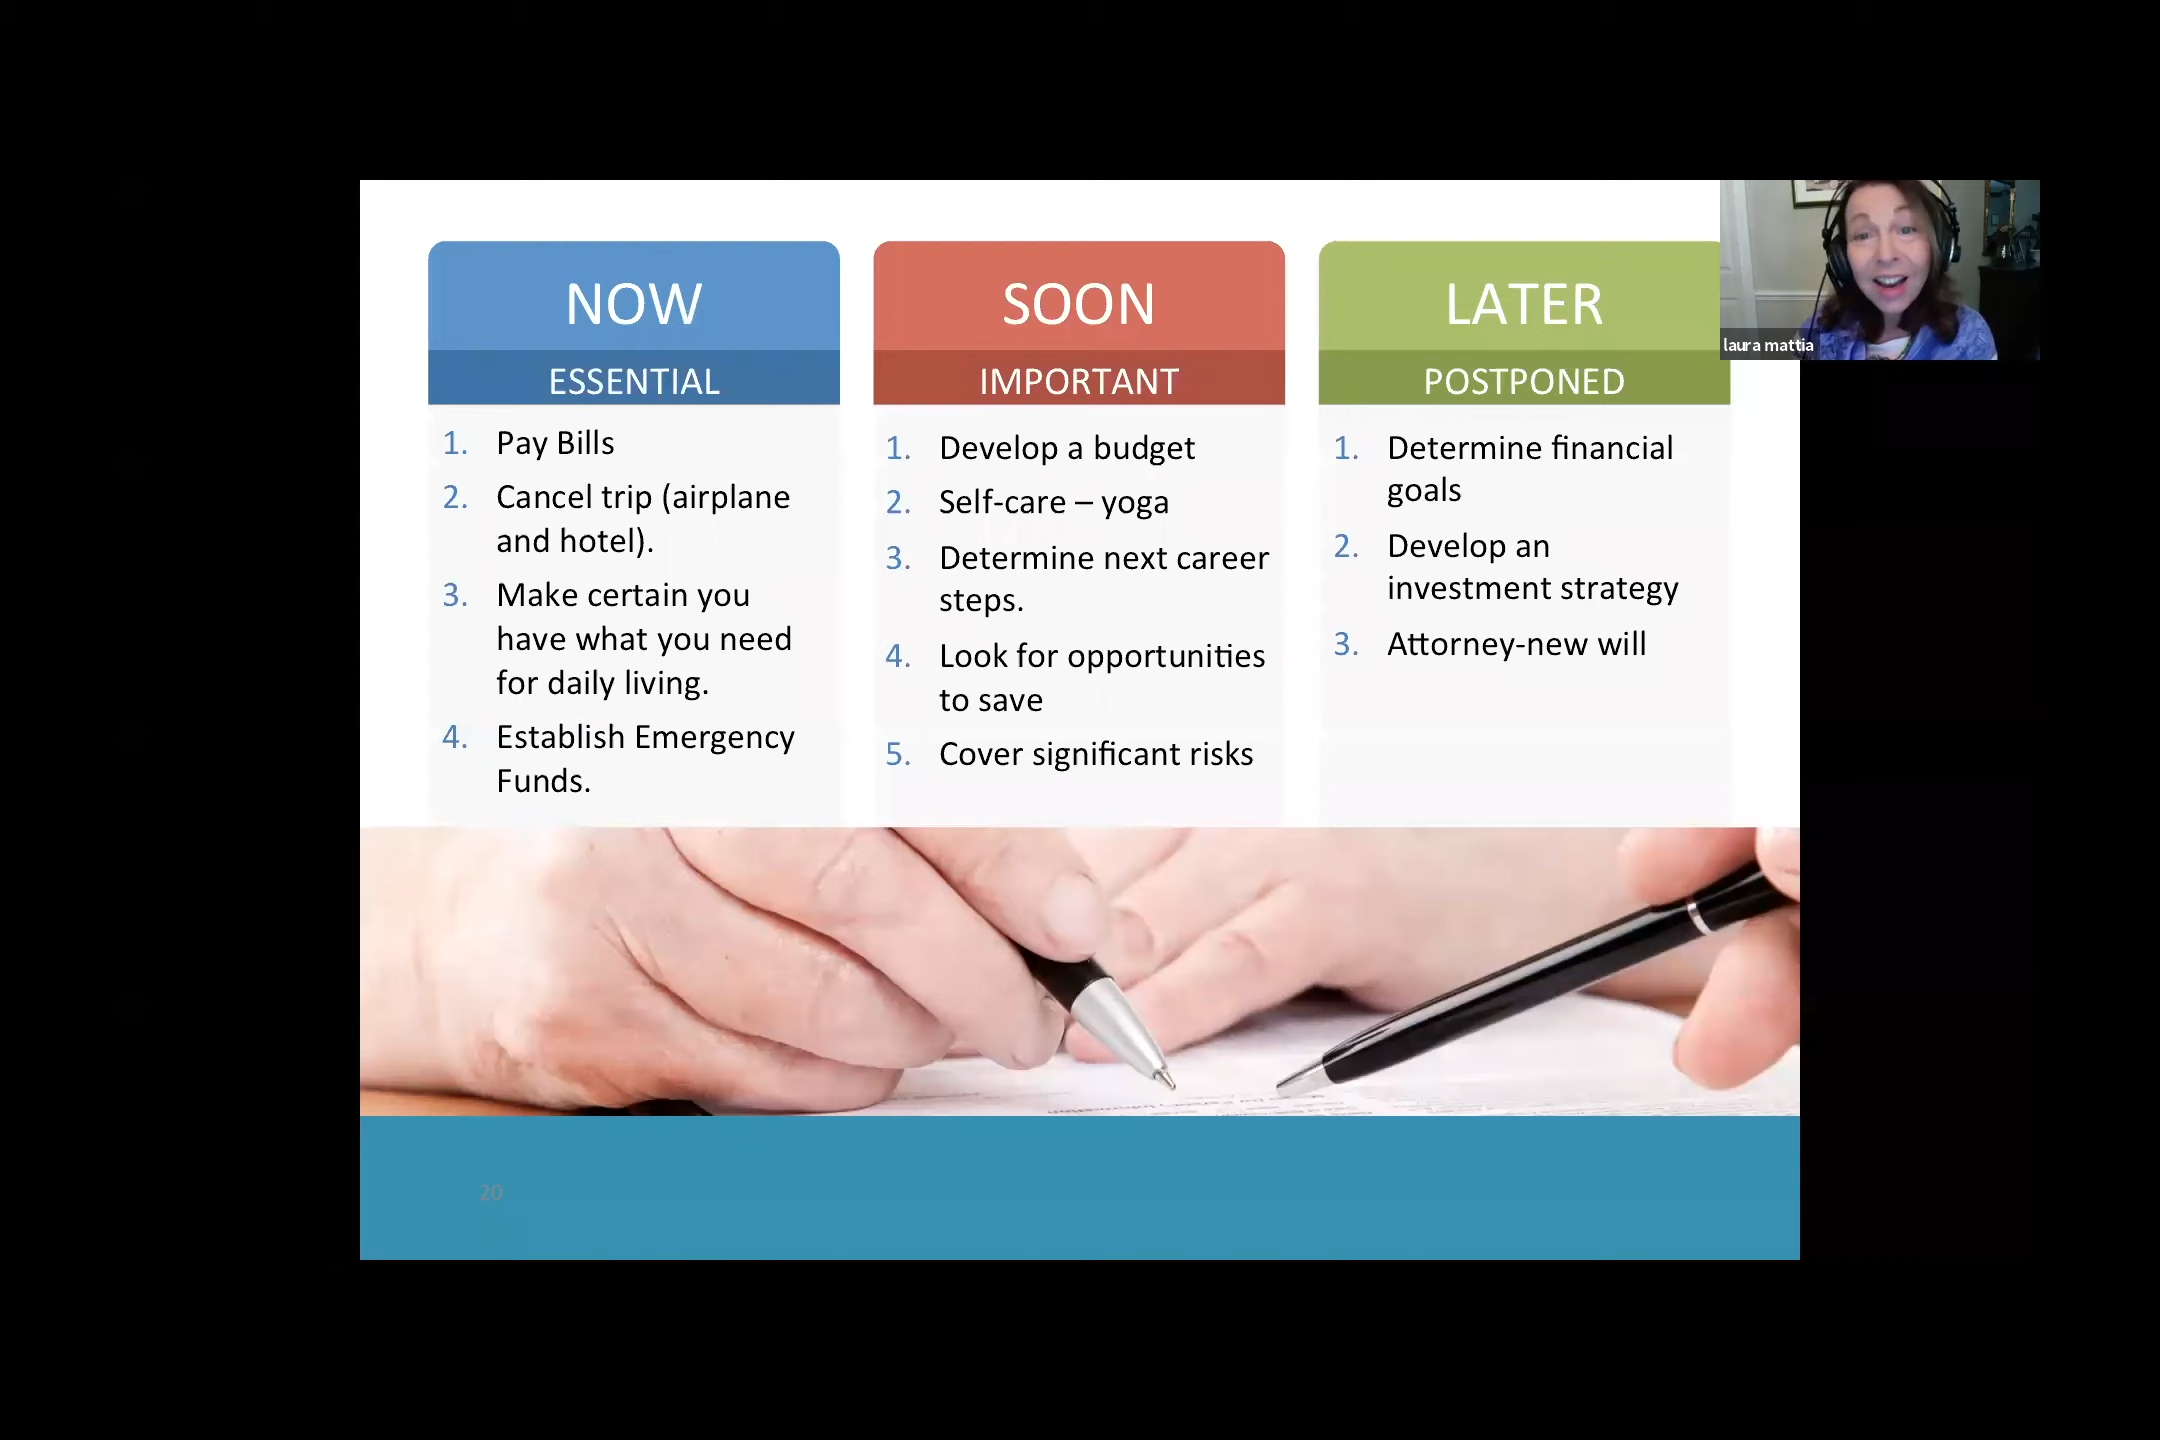 NOW
ESSENTIAL
1. Pay Bills
2. Cancel trip (airplane
and hotel).
3. Make certain you
have what you need
for daily living.
4. Establish Emergency
Funds.
SOON
IMPORTANT
1. Develop a budget
2. Self-care – yoga
3. Determine next career
steps.
4. Look for opportunities
to save
5. Cover significant risks
LATER
POSTPONED
1. Determine financial
goals
2. Develop an
investment strategy
3. Attorney-new will
laura mattia
20